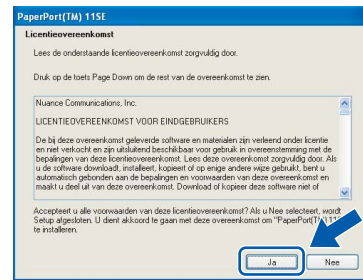 PaperPort(TM) 11SE
Licentieovereenkomst
Lees de onderstaande licentieovereenkomst zorgvuldig door.
Druk op de toets Page Down om de rest van de overeenkomst te zien.
Nuance Communications, Inc.
LICENTIEOVEREENKOMST VOOR EINDGEBRUIKERS
De bij deze overeenkomst geleverde software en materialen zijn verleend onder licentie
en niet verkocht en zijn uitsluitend beschikbaar voor gebruik in overeenstemming met de
bepalingen van deze licentieovereenkomst. Lees deze overeenkomst zorgvuldig door. Als
u de software downloadt, installeert, kopieert of op enige andere wijze gebruikt, bent u
automatisch gebonden aan de bepalingen en voorwaarden van deze overeenkomst en
maakt u deel uit van deze overeenkomst. Download of kopieer deze software niet of
Accepteert u alle voorwaarden van deze licentieovereenkomst? Als u Nee selecteert, wordt
Setup afgesloten. U dient akkoord te gaan met deze overeenkomst om "PaperPort(TM) 11SE
te installeren.
Ja
Nee